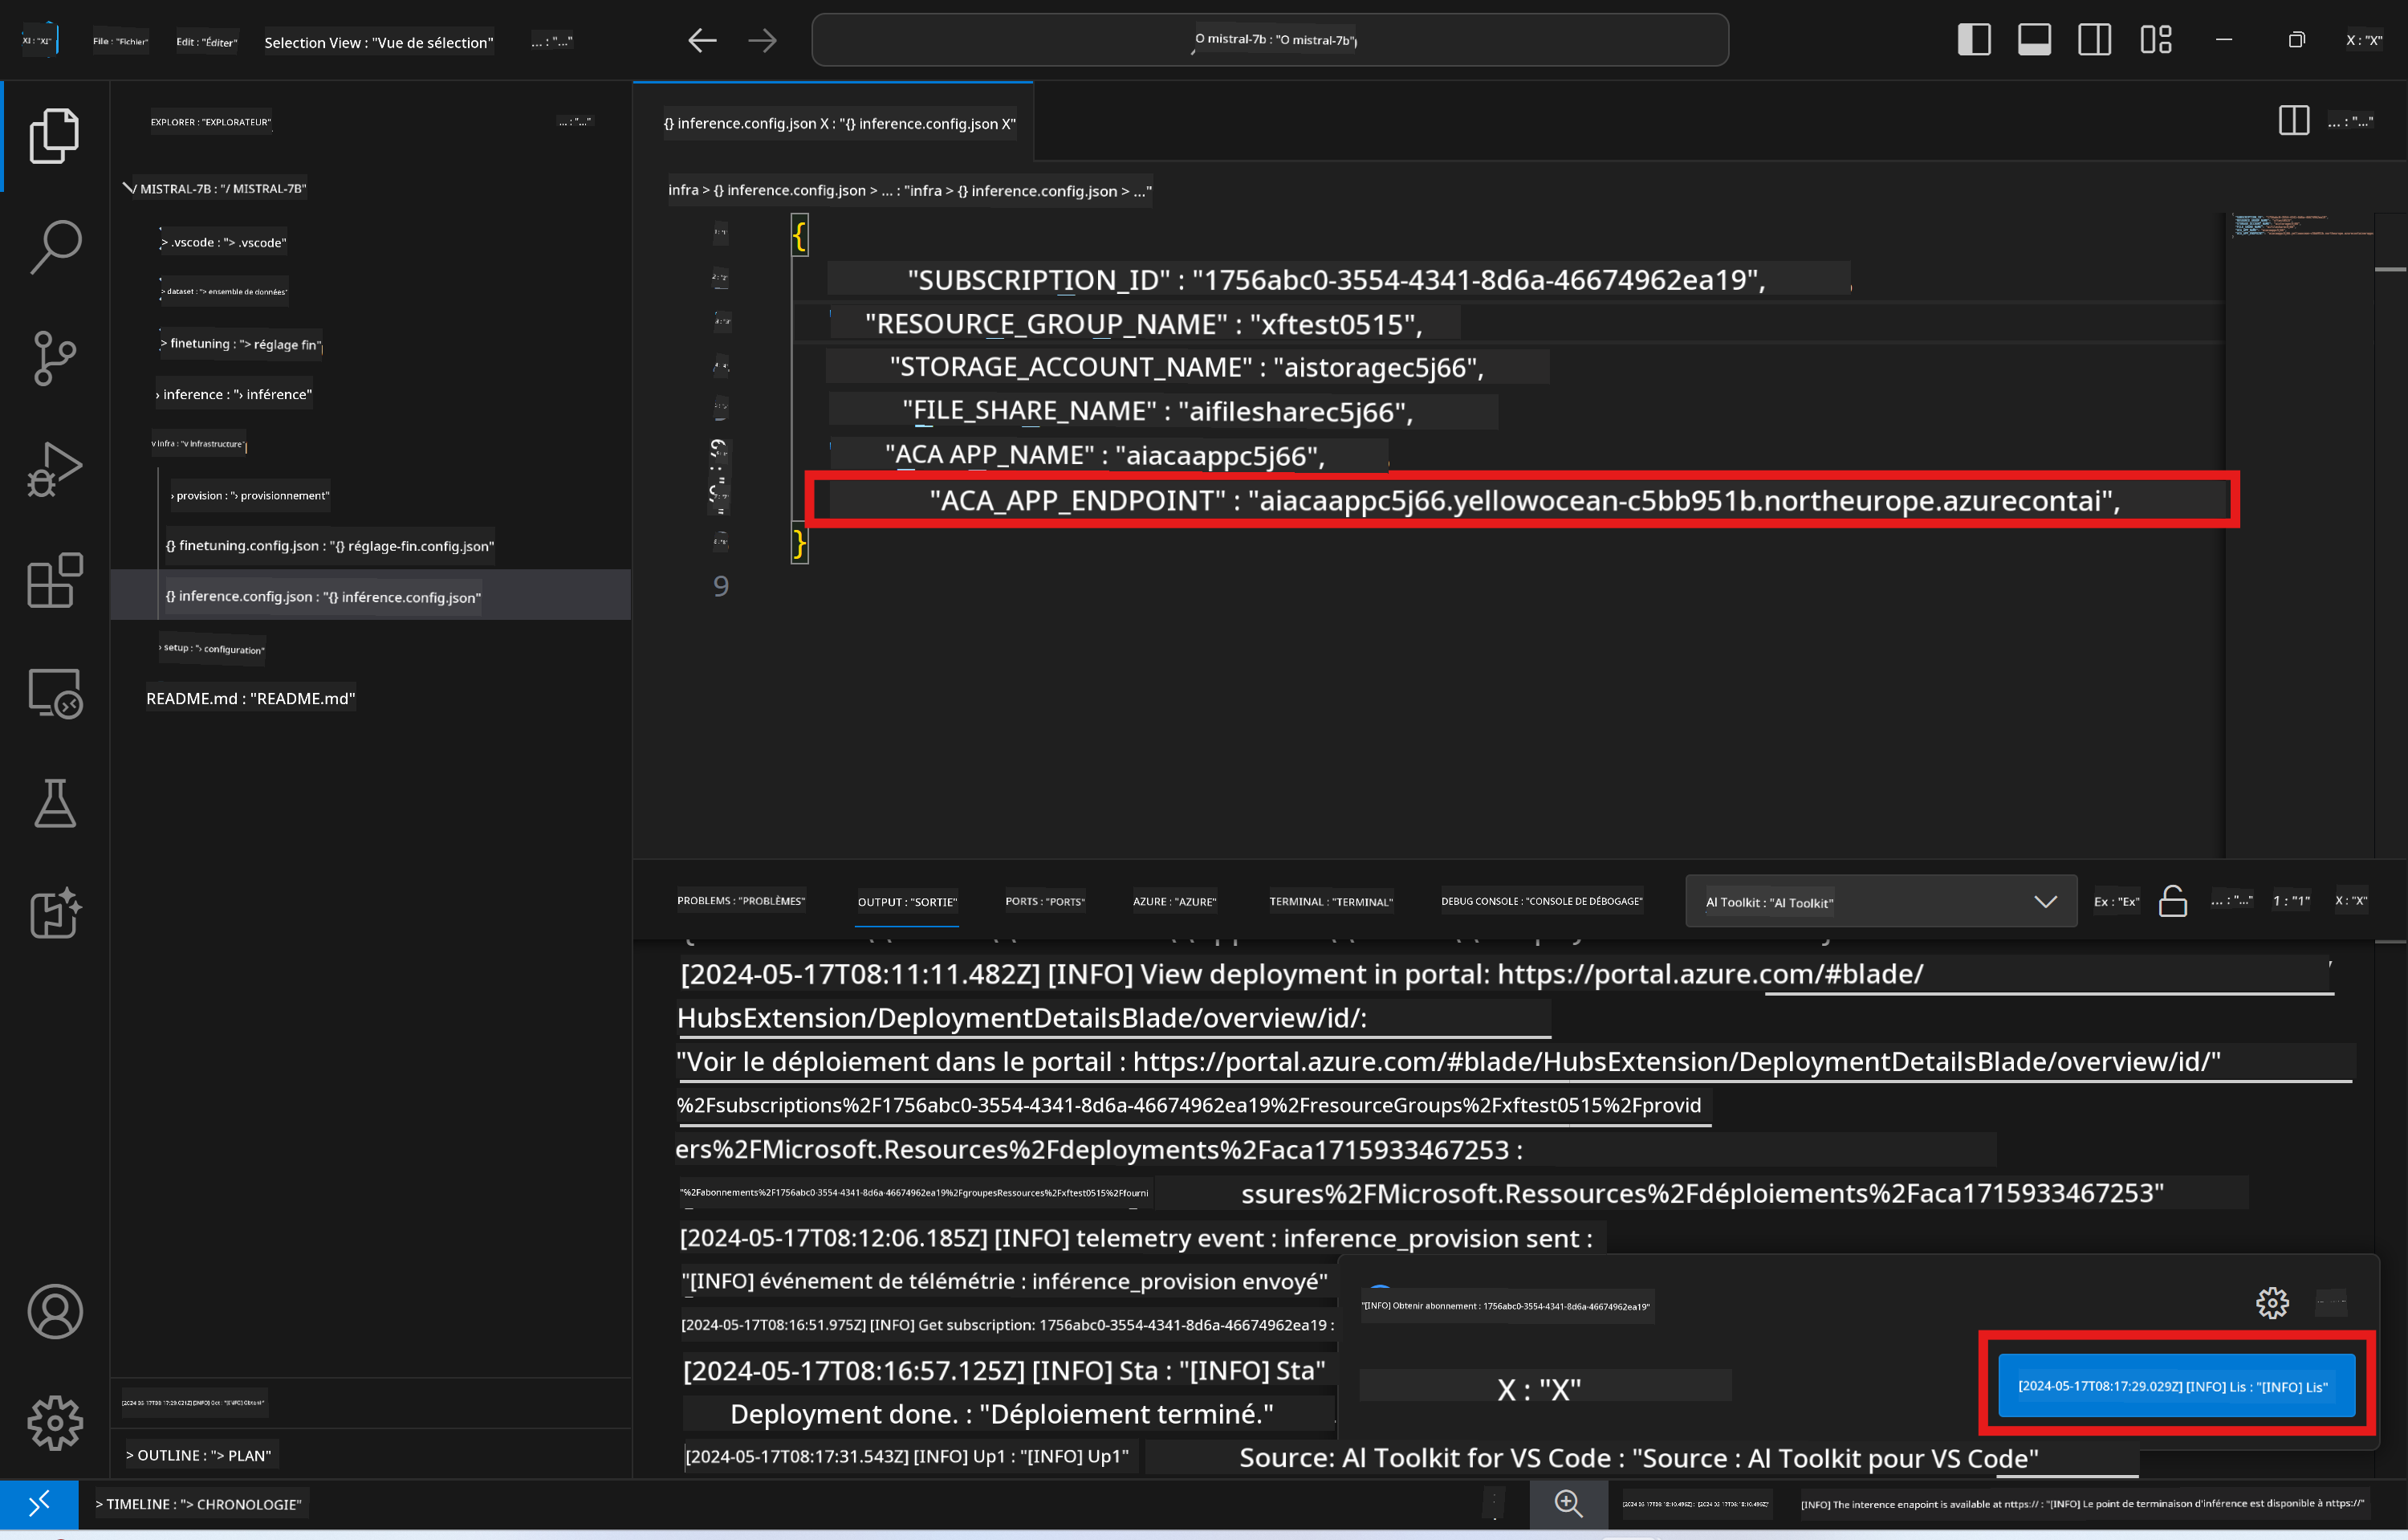 XI : "XI"
File : "Fichier"
Edit : "Éditer"
Selection View : "Vue de sélection"
... : "..."
O mistral-7b : "O mistral-7b"
X : "X"
EXPLORER : "EXPLORATEUR"
... : "..."
{} inference.config.json X : "{} inference.config.json X"
... : "..."
/ MISTRAL-7B : "/ MISTRAL-7B"
> .vscode : "> .vscode"
> dataset : "> ensemble de données"
> finetuning : "> réglage fin"
› inference : "› inférence"
v Infra : "v Infrastructure"
› provision : "› provisionnement"
{} finetuning.config.json : "{} réglage-fin.config.json"
{} inference.config.json : "{} inférence.config.json"
› setup : "› configuration"
README.md : "README.md"
infra > {} inference.config.json > ... : "infra > {} inference.config.json > ..."
{
"SUBSCRIPTION_ID" : "1756abc0-3554-4341-8d6a-46674962ea19",
"RESOURCE_GROUP_NAME" : "xftest0515",
"STORAGE_ACCOUNT_NAME" : "aistoragec5j66",
"FILE_SHARE_NAME" : "aifilesharec5j66",
"ACA APP_NAME" : "aiacaappc5j66",
"ACA_APP_ENDPOINT" : "aiacaappc5j66.yellowocean-c5bb951b.northeurope.azurecontai",
}
9
PROBLEMS : "PROBLÈMES"
OUTPUT : "SORTIE"
PORTS : "PORTS"
AZURE : "AZURE"
TERMINAL : "TERMINAL"
DEBUG CONSOLE : "CONSOLE DE DÉBOGAGE"
AI Toolkit : "AI Toolkit"
Ex : "Ex"
... : "..."
1 : "1"
X : "X"
[2024-05-17T08:11:11.482Z] [INFO] View deployment in portal: https://portal.azure.com/#blade/
HubsExtension/DeploymentDetailsBlade/overview/id/:
"Voir le déploiement dans le portail : https://portal.azure.com/#blade/HubsExtension/DeploymentDetailsBlade/overview/id/"
%2Fsubscriptions%2F1756abc0-3554-4341-8d6a-46674962ea19%2FresourceGroups%2Fxftest0515%2Fprovid
ers%2FMicrosoft.Resources%2Fdeployments%2Faca1715933467253 :
"%2Fabonnements%2F1756abc0-3554-4341-8d6a-46674962ea19%2FgroupesRessources%2Fxftest0515%2Ffourni
ssures%2FMicrosoft.Ressources%2Fdéploiements%2Faca1715933467253"
[2024-05-17T08:12:06.185Z] [INFO] telemetry event : inference_provision sent :
"[INFO] événement de télémétrie : inférence_provision envoyé"
[2024-05-17T08:16:51.975Z] [INFO] Get subscription: 1756abc0-3554-4341-8d6a-46674962ea19 :
"[INFO] Obtenir abonnement : 1756abc0-3554-4341-8d6a-46674962ea19"
[2024-05-17T08:16:57.125Z] [INFO] Sta : "[INFO] Sta"
X : "X"
[2024-05-17T08:17:29.029Z] [INFO] Lis : "[INFO] Lis"
Deployment done. : "Déploiement terminé."
[2024-05-17T08:17:31.543Z] [INFO] Up1 : "[INFO] Up1"
Source: AI Toolkit for VS Code : "Source : AI Toolkit pour VS Code"
> OUTLINE : "> PLAN"
> TIMELINE : "> CHRONOLOGIE"
[INFO] The interence enapoint is available at nttps:// : "[INFO] Le point de terminaison d'inférence est disponible à nttps://"